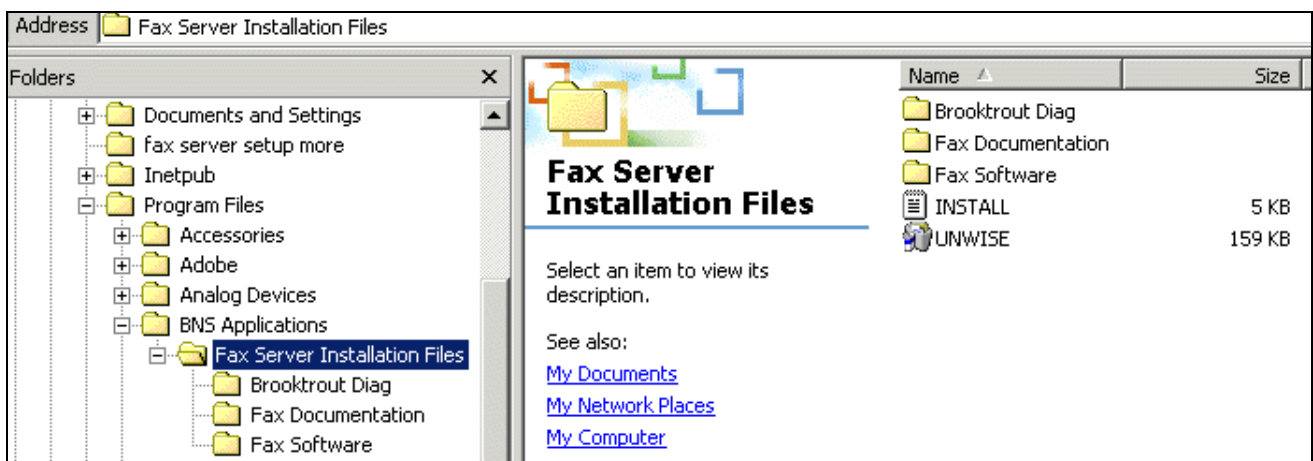 Address Fax Server Installation Files
Folders
Documents and Settings
fax server setup more
Inetpub
Program Files
Accessories
Adobe
Analog Devices
BNS Applications
Fax Server Installation Files
Brooktrout Diag
Fax Documentation
Fax Software
Fax Server
Installation Files
Select an item to view its
description.
See also:
My Documents
My Network Places
My Computer
Name Size
Brooktrout Diag
Fax Documentation
Fax Software
INSTALL 5 KB
UNWISE 159 KB